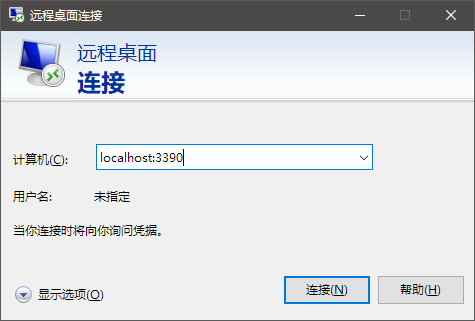 远程桌面连接
远程桌面
连接
计算机(C): localhost:3390
用户名: 未指定
当你连接时将向你询问凭据。
显示选项(O) 连接(N) 帮助(H)